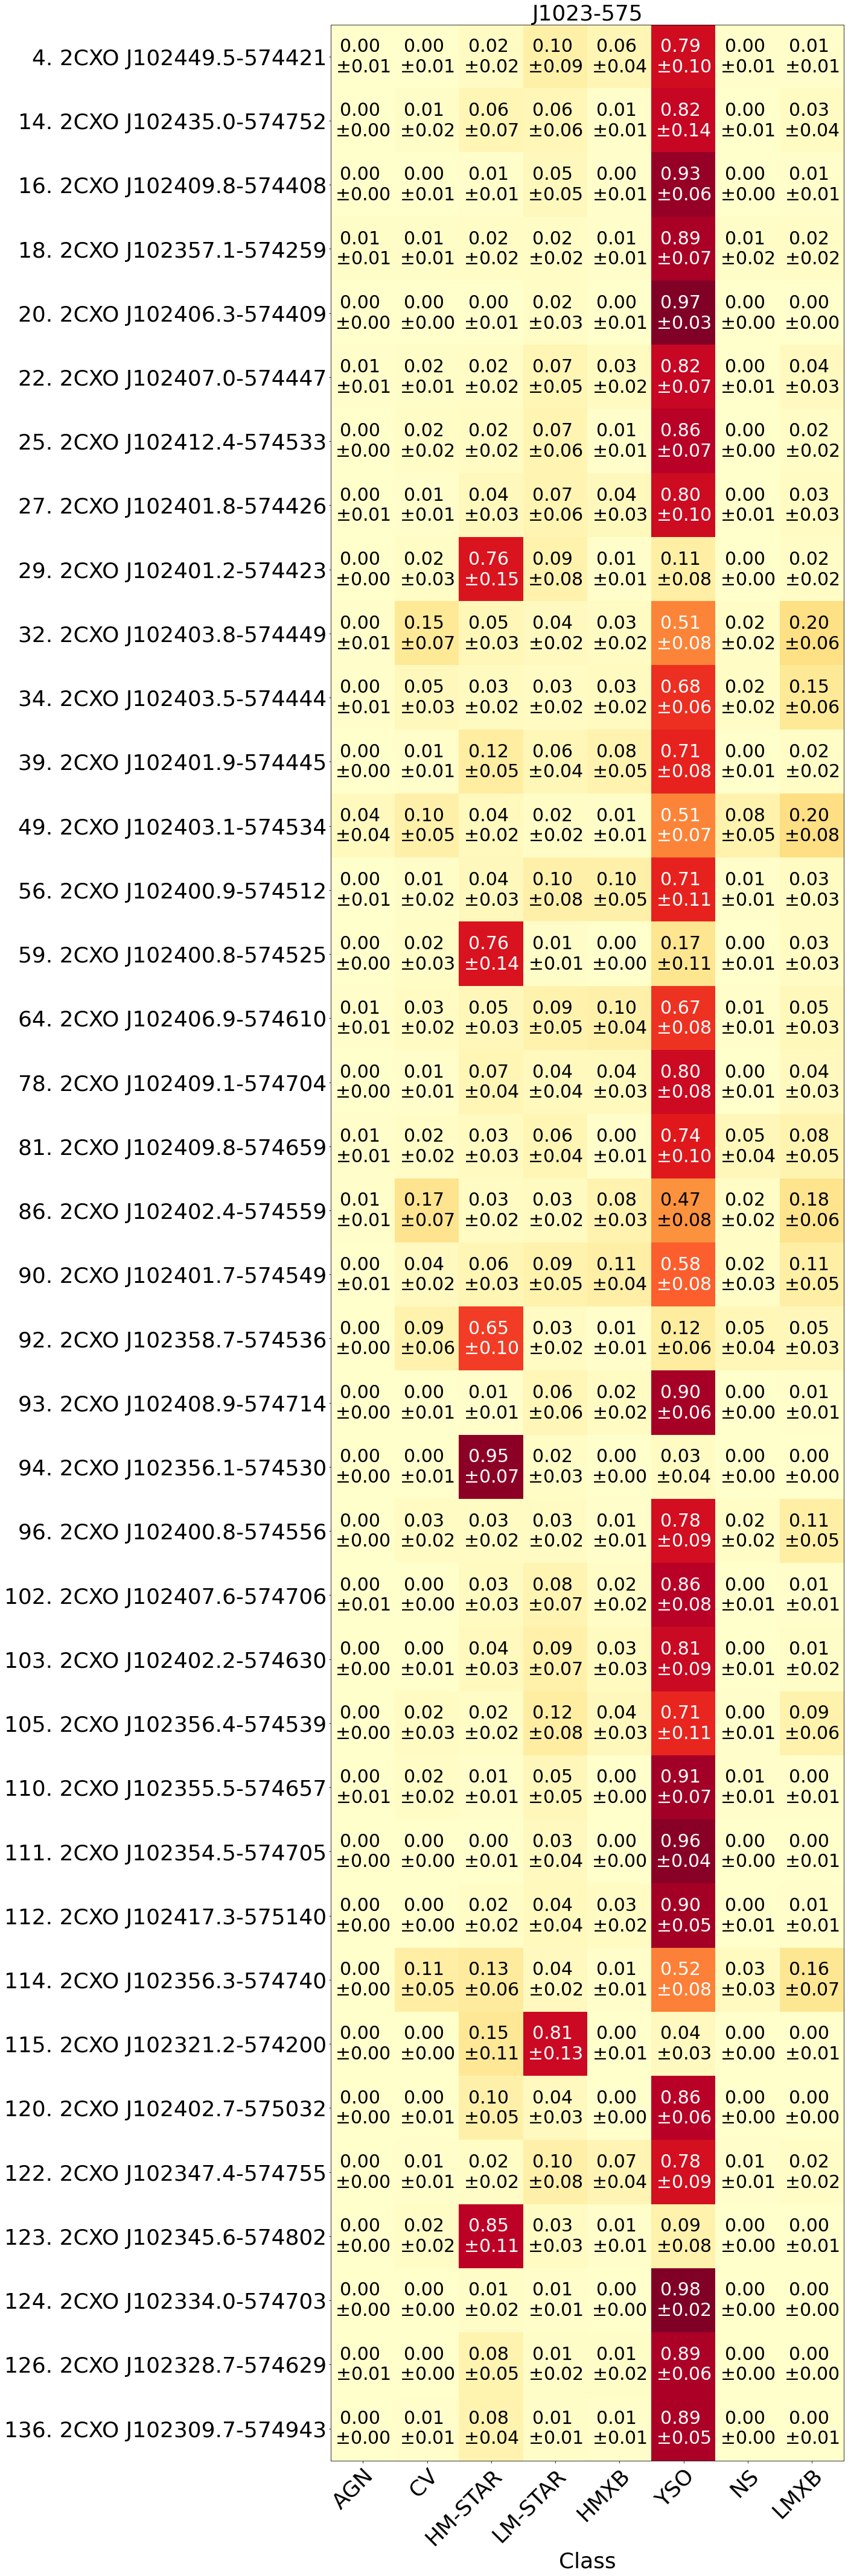 J1023-575
4. 2CXO J102449.5-574421 0.00 0.00 0.02 0.10 0.06 0.79 0.00 0.01
±0.01 ±0.01 ±0.02 ±0.09 ±0.04 ±0.10 ±0.01 ±0.01
14. 2CXO J102435.0-574752 0.00 0.01 0.06 0.06 0.01 0.82 0.00 0.03
±0.00 ±0.02 ±0.07 ±0.06 ±0.01 ±0.14 ±0.01 ±0.04
16. 2CXO J102409.8-574408 0.00 0.00 0.01 0.05 0.00 0.93 0.00 0.01
±0.00 ±0.01 ±0.01 ±0.05 ±0.01 ±0.06 ±0.00 ±0.01
18. 2CXO J102357.1-574259 0.01 0.01 0.02 0.02 0.01 0.89 0.01 0.02
±0.01 ±0.01 ±0.02 ±0.02 ±0.01 ±0.07 ±0.02 ±0.02
20. 2CXO J102406.3-574409 0.00 0.00 0.00 0.02 0.00 0.97 0.00 0.00
±0.00 ±0.00 ±0.01 ±0.03 ±0.01 ±0.03 ±0.00 ±0.00
22. 2CXO J102407.0-574447 0.01 0.02 0.02 0.07 0.03 0.82 0.00 0.04
±0.01 ±0.01 ±0.02 ±0.05 ±0.02 ±0.07 ±0.01 ±0.03
25. 2CXO J102412.4-574533 0.00 0.02 0.02 0.07 0.01 0.86 0.00 0.02
±0.00 ±0.02 ±0.02 ±0.06 ±0.01 ±0.07 ±0.00 ±0.02
27. 2CXO J102401.8-574426 0.00 0.01 0.04 0.07 0.04 0.80 0.00 0.03
±0.01 ±0.01 ±0.03 ±0.06 ±0.03 ±0.10 ±0.01 ±0.03
29. 2CXO J102401.2-574423 0.00 0.02 0.76 0.09 0.01 0.11 0.00 0.02
±0.00 ±0.03 ±0.15 ±0.08 ±0.01 ±0.08 ±0.00 ±0.02
32. 2CXO J102403.8-574449 0.00 0.15 0.05 0.04 0.03 0.51 0.02 0.20
±0.01 ±0.07 ±0.03 ±0.02 ±0.02 ±0.08 ±0.02 ±0.06
34. 2CXO J102403.5-574444 0.00 0.05 0.03 0.03 0.03 0.68 0.02 0.15
±0.01 ±0.03 ±0.02 ±0.02 ±0.02 ±0.06 ±0.02 ±0.06
39. 2CXO J102401.9-574445 0.00 0.01 0.12 0.06 0.08 0.71 0.00 0.02
±0.00 ±0.01 ±0.05 ±0.04 ±0.05 ±0.08 ±0.01 ±0.02
49. 2CXO J102403.1-574534 0.04 0.10 0.04 0.02 0.01 0.51 0.08 0.20
±0.04 ±0.05 ±0.02 ±0.02 ±0.01 ±0.07 ±0.05 ±0.08
56. 2CXO J102400.9-574512 0.00 0.01 0.04 0.10 0.10 0.71 0.01 0.03
±0.01 ±0.02 ±0.03 ±0.08 ±0.05 ±0.11 ±0.01 ±0.03
59. 2CXO J102400.8-574525 0.00 0.02 0.76 0.01 0.00 0.17 0.00 0.03
±0.00 ±0.03 ±0.14 ±0.01 ±0.00 ±0.11 ±0.01 ±0.03
64. 2CXO J102406.9-574610 0.01 0.03 0.05 0.09 0.10 0.67 0.01 0.05
±0.01 ±0.02 ±0.03 ±0.05 ±0.04 ±0.08 ±0.01 ±0.03
78. 2CXO J102409.1-574704 0.00 0.01 0.07 0.04 0.04 0.80 0.00 0.04
±0.00 ±0.01 ±0.04 ±0.04 ±0.03 ±0.08 ±0.01 ±0.03
81. 2CXO J102409.8-574659 0.01 0.02 0.03 0.06 0.00 0.74 0.05 0.08
±0.01 ±0.02 ±0.03 ±0.04 ±0.01 ±0.10 ±0.04 ±0.05
86. 2CXO J102402.4-574559 0.01 0.17 0.03 0.03 0.08 0.47 0.02 0.18
±0.01 ±0.07 ±0.02 ±0.02 ±0.03 ±0.08 ±0.02 ±0.06
90. 2CXO J102401.7-574549 0.00 0.04 0.06 0.09 0.11 0.58 0.02 0.11
±0.01 ±0.02 ±0.03 ±0.05 ±0.04 ±0.08 ±0.03 ±0.05
92. 2CXO J102358.7-574536 0.00 0.09 0.65 0.03 0.01 0.12 0.05 0.05
±0.00 ±0.06 ±0.10 ±0.02 ±0.01 ±0.06 ±0.04 ±0.03
93. 2CXO J102408.9-574714 0.00 0.00 0.01 0.06 0.02 0.90 0.00 0.01
±0.00 ±0.01 ±0.01 ±0.06 ±0.02 ±0.06 ±0.00 ±0.01
94. 2CXO J102356.1-574530 0.00 0.00 0.95 0.02 0.00 0.03 0.00 0.00
±0.00 ±0.01 ±0.07 ±0.03 ±0.00 ±0.04 ±0.00 ±0.00
96. 2CXO J102400.8-574556 0.00 0.03 0.03 0.03 0.01 0.78 0.02 0.11
±0.00 ±0.02 ±0.02 ±0.02 ±0.01 ±0.09 ±0.02 ±0.05
102. 2CXO J102407.6-574706 0.00 0.00 0.03 0.08 0.02 0.86 0.00 0.01
±0.01 ±0.00 ±0.03 ±0.07 ±0.02 ±0.08 ±0.01 ±0.01
103. 2CXO J102402.2-574630 0.00 0.00 0.04 0.09 0.03 0.81 0.00 0.01
±0.00 ±0.01 ±0.03 ±0.07 ±0.03 ±0.09 ±0.01 ±0.02
105. 2CXO J102356.4-574539 0.00 0.02 0.02 0.12 0.04 0.71 0.00 0.09
±0.00 ±0.03 ±0.02 ±0.08 ±0.03 ±0.11 ±0.01 ±0.06
110. 2CXO J102355.5-574657 0.00 0.02 0.01 0.05 0.00 0.91 0.01 0.00
±0.01 ±0.02 ±0.01 ±0.05 ±0.00 ±0.07 ±0.01 ±0.01
111. 2CXO J102354.5-574705 0.00 0.00 0.00 0.03 0.00 0.96 0.00 0.00
±0.00 ±0.00 ±0.01 ±0.04 ±0.00 ±0.04 ±0.00 ±0.01
112. 2CXO J102417.3-575140 0.00 0.00 0.02 0.04 0.03 0.90 0.00 0.01
±0.00 ±0.01 ±0.02 ±0.04 ±0.02 ±0.05 ±0.01 ±0.01
114. 2CXO J102356.3-574740 0.00 0.11 0.13 0.04 0.01 0.52 0.03 0.16
±0.00 ±0.05 ±0.06 ±0.02 ±0.01 ±0.08 ±0.03 ±0.07
115. 2CXO J102321.2-574200 0.00 0.00 0.15 0.81 0.00 0.04 0.00 0.00
±0.00 ±0.00 ±0.11 ±0.13 ±0.01 ±0.03 ±0.00 ±0.01
120. 2CXO J102402.7-575032 0.00 0.00 0.10 0.04 0.00 0.86 0.00 0.00
±0.00 ±0.01 ±0.05 ±0.03 ±0.00 ±0.06 ±0.00 ±0.00
122. 2CXO J102347.4-574755 0.00 0.01 0.02 0.10 0.07 0.78 0.01 0.02
±0.00 ±0.01 ±0.02 ±0.08 ±0.04 ±0.09 ±0.01 ±0.02
123. 2CXO J102345.6-574802 0.00 0.02 0.85 0.03 0.01 0.09 0.00 0.00
±0.00 ±0.02 ±0.11 ±0.03 ±0.01 ±0.08 ±0.00 ±0.01
124. 2CXO J102334.0-574703 0.00 0.00 0.01 0.01 0.00 0.98 0.00 0.00
±0.00 ±0.00 ±0.02 ±0.01 ±0.00 ±0.02 ±0.00 ±0.00
126. 2CXO J102328.7-574629 0.00 0.00 0.08 0.01 0.01 0.89 0.00 0.00
±0.01 ±0.00 ±0.05 ±0.02 ±0.02 ±0.06 ±0.00 ±0.00
136. 2CXO J102309.7-574943 0.00 0.01 0.08 0.01 0.01 0.89 0.00 0.00
±0.00 ±0.01 ±0.04 ±0.01 ±0.01 ±0.05 ±0.00 ±0.01
AGN CV HM-STAR LM-STAR HMXB YSO NS LMXB
Class